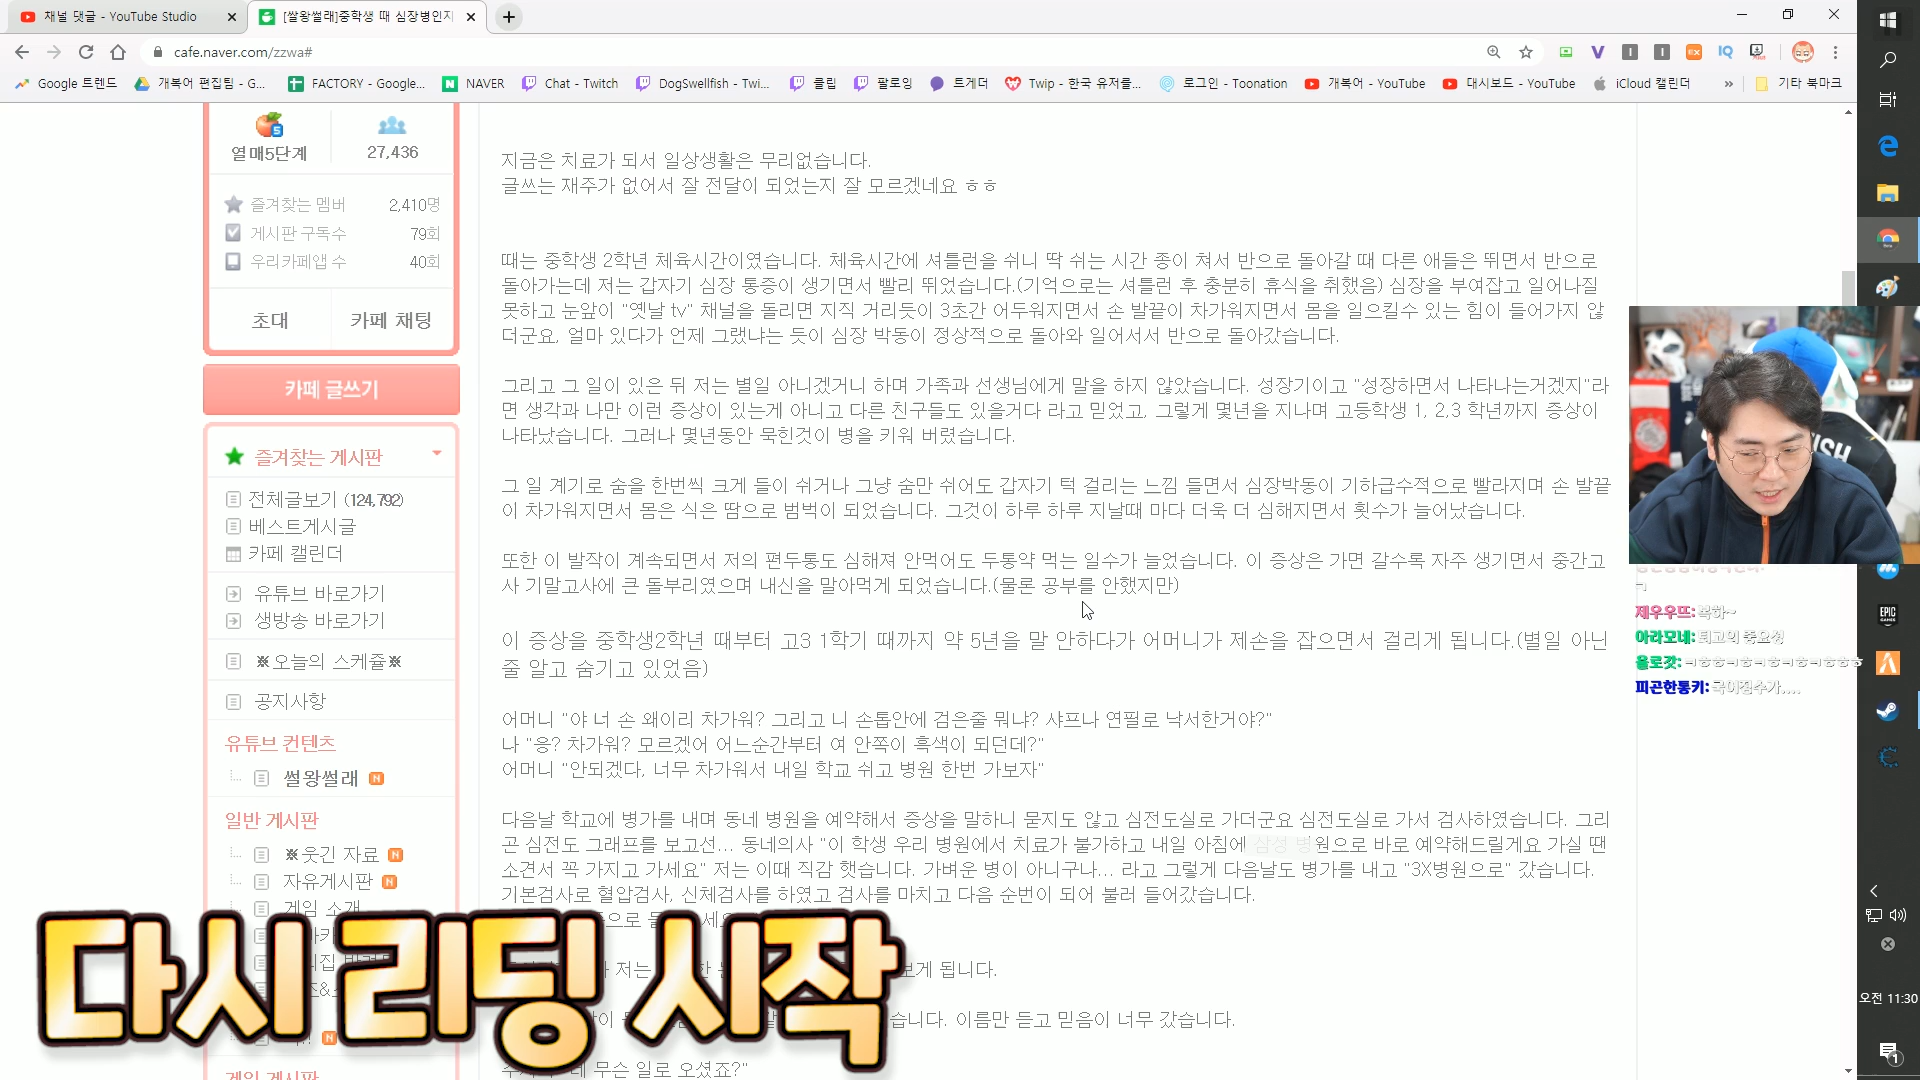 채널 댓글 - YouTube Studio
[쌀왕썰래]중학생 때 심장병인지
cafe.naver.com/zzwa#
Google 트렌드
개복어 편집팀 - G...
FACTORY - Google...
NAVER
Chat - Twitch
DogSwellfish - Twi...
클립
팔로잉
트게더
Twip - 한국 유저를...
로그인 - Toonation
개복어 - YouTube
대시보드 - YouTube
iCloud 캘린더
»
기타 북마크
열매5단계
27,436
즐겨찾는 멤버 2,410명
게시판 구독수 79회
우리카페앱 수 40회
초대
카페 채팅
카페 글쓰기
즐겨찾는 게시판
전체글보기 (124,792)
베스트게시글
카페 캘린더
유튜브 바로가기
생방송 바로가기
※오늘의 스케쥴※
공지사항
유튜브 컨텐츠
썰왕썰래 N
일반 게시판
※웃긴 자료 N
자유게시판 N
게임 소개
지금은 치료가 되서 일상생활은 무리없습니다.
글쓰는 재주가 없어서 잘 전달이 되었는지 잘 모르겠네요 ㅎㅎ
때는 중학생 2학년 체육시간이였습니다. 체육시간에 셔틀런을 쉬니 딱 쉬는 시간 종이 쳐서 반으로 돌아갈 때 다른 애들은 뛰면서 반으로
돌아가는데 저는 갑자기 심장 통증이 생기면서 빨리 뛰었습니다.(기억으로는 셔틀런 후 충분히 휴식을 취했음) 심장을 부여잡고 일어나질
못하고 눈앞이 "옛날 tv" 채널을 돌리면 지직 거리듯이 3초간 어두워지면서 손 발끝이 차가워지면서 몸을 일으킬수 있는 힘이 들어가지 않
더군요, 얼마 있다가 언제 그랬냐는 듯이 심장 박동이 정상적으로 돌아와 일어서서 반으로 돌아갔습니다.
그리고 그 일이 있은 뒤 저는 별일 아니겠거니 하며 가족과 선생님에게 말을 하지 않았습니다. 성장기이고 "성장하면서 나타나는거겠지"라
면 생각과 나만 이런 증상이 있는게 아니고 다른 친구들도 있을거다 라고 믿었고, 그렇게 몇년을 지나며 고등학생 1, 2,3 학년까지 증상이
나타났습니다. 그러나 몇년동안 묵힌것이 병을 키워 버렸습니다.
그 일 계기로 숨을 한번씩 크게 들이 쉬거나 그냥 숨만 쉬어도 갑자기 턱 걸리는 느낌 들면서 심장박동이 기하급수적으로 빨라지며 손 발끝
이 차가워지면서 몸은 식은 땀으로 범벅이 되었습니다. 그것이 하루 하루 지날때 마다 더욱 더 심해지면서 횟수가 늘어났습니다.
또한 이 발작이 계속되면서 저의 편두통도 심해져 안먹어도 두통약 먹는 일수가 늘었습니다. 이 증상은 가면 갈수록 자주 생기면서 중간고
사 기말고사에 큰 돌부리였으며 내신을 말아먹게 되었습니다.(물론 공부를 안했지만)
이 증상을 중학생2학년 때부터 고3 1학기 때까지 약 5년을 말 안하다가 어머니가 제손을 잡으면서 걸리게 됩니다.(별일 아닌
줄 알고 숨기고 있었음)
어머니 "야 너 손 왜이리 차가워? 그리고 니 손톱안에 검은줄 뭐냐? 샤프나 연필로 낙서한거야?"
나 "응? 차가워? 모르겠어 어느순간부터 여 안쪽이 흑색이 되던데?"
어머니 "안되겠다, 너무 차가워서 내일 학교 쉬고 병원 한번 가보자"
다음날 학교에 병가를 내며 동네 병원을 예약해서 증상을 말하니 묻지도 않고 심전도실로 가더군요 심전도실로 가서 검사하였습니다. 그리
곤 심전도 그래프를 보고선... 동네의사 "이 학생 우리 병원에서 치료가 불가하고 내일 아침에 삼성 병원으로 바로 예약해드릴게요 가실 땐
소견서 꼭 가지고 가세요" 저는 이때 직감 했습니다. 가벼운 병이 아니구나... 라고 그렇게 다음날도 병가를 내고 "3X병원으로" 갔습니다.
기본검사로 혈압검사, 신체검사를 하였고 검사를 마치고 다음 순번이 되어 불러 들어갔습니다.
보게 됩니다.
습니다. 이름만 듣고 믿음이 너무 갔습니다.
무슨 일로 오셨죠?"
다시 리딩 시작
제우우뜨: 복하~
아라모네: 퇴고의 중요성
욜로갓: ㅋㅎㅎㅋㅎㅋㅎㅋㅎㅋㅎㅎㅎ
피곤한통키: 국어점수가....
EPIC GAMES
오전 11:30
1